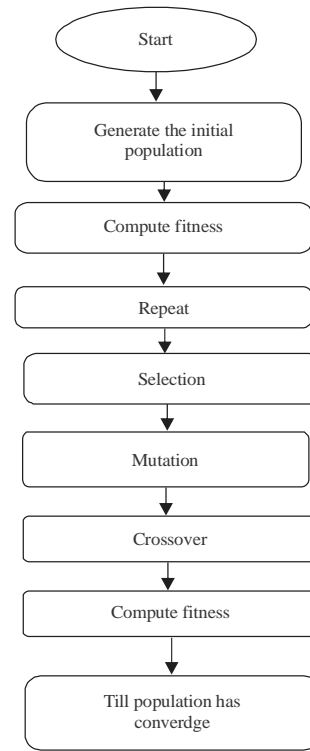 Start
Generate the initial
population
Compute fitness
Repeat
Selection
Mutation
Crossover
Compute fitness
Till population has
converdge